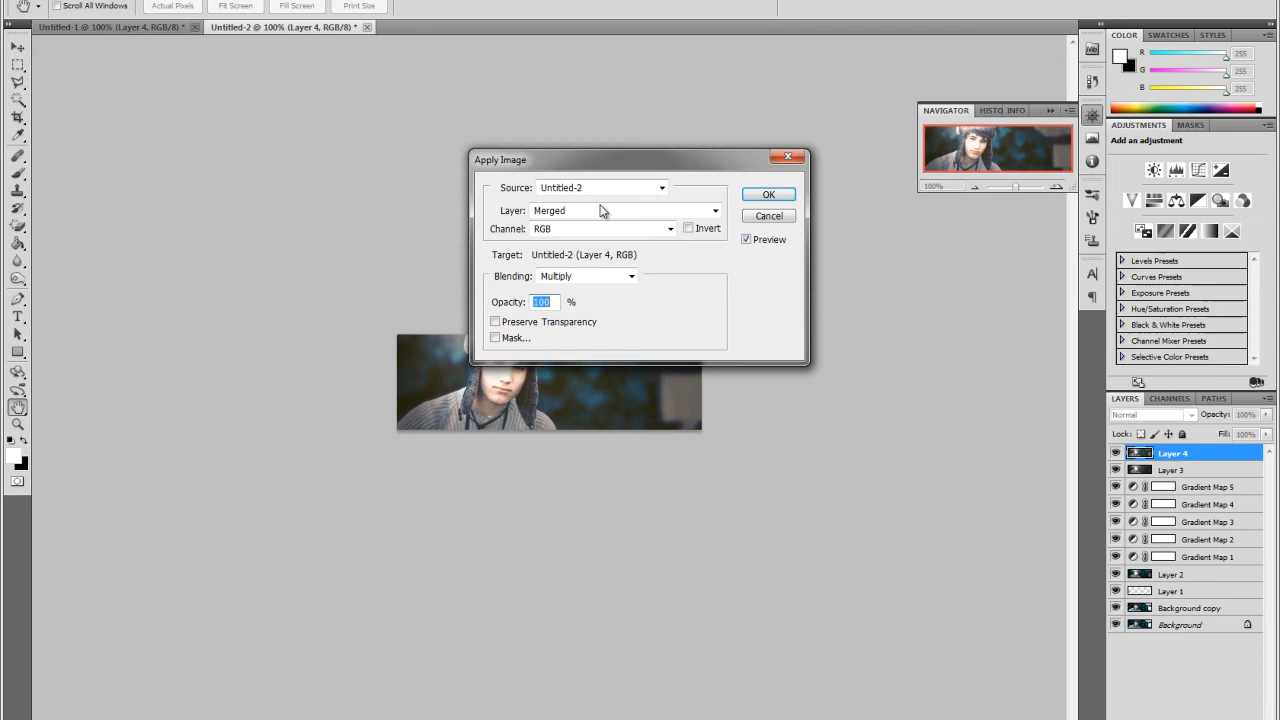 Scroll All Windows
Actual Pixels
Fit Screen
Fill Screen
Print Size
Untitled-1 @ 100% (Layer 4, RGB/8) *
Untitled-2 @ 100% (Layer 4, RGB/8) *
COLOR
SWATCHES
STYLES
R 255
G 255
B 255
NAVIGATOR
HISTO
INFO
100%
ADJUSTMENTS
MASKS
Add an adjustment
Levels Presets
Curves Presets
Exposure Presets
Hue/Saturation Presets
Black & White Presets
Channel Mixer Presets
Selective Color Presets
Apply Image
Source: Untitled-2
OK
Layer: Merged
Cancel
Channel: RGB
Invert
Preview
Target: Untitled-2 (Layer 4, RGB)
Blending: Multiply
Opacity: 100 %
Preserve Transparency
Mask...
LAYERS
CHANNELS
PATHS
Normal
Opacity: 100%
Lock:
Fill: 100%
Layer 4
Layer 3
Gradient Map 5
Gradient Map 4
Gradient Map 3
Gradient Map 2
Gradient Map 1
Layer 2
Layer 1
Background copy
Background